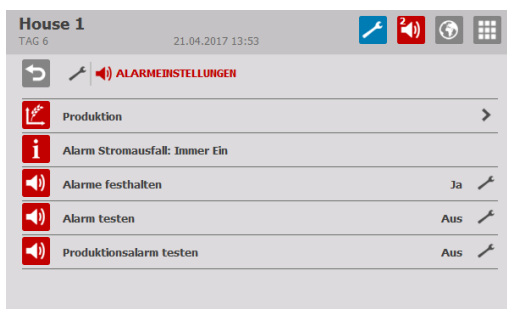 House 1
TAG 6 21.04.2017 13:53
2
ALARMEINSTELLUNGEN
Produktion
Alarm Stromausfall: Immer Ein
Alarme festhalten Ja
Alarm testen Aus
Produktionsalarm testen Aus